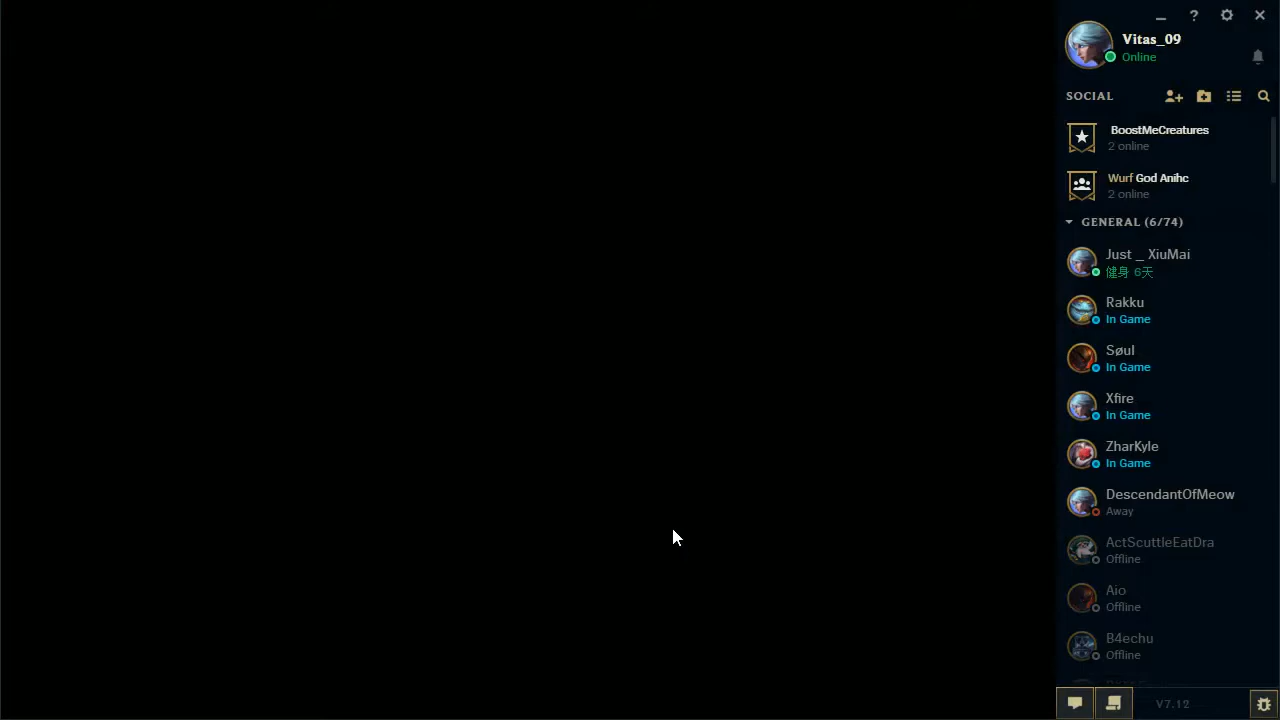 ?
Vitas_09
Online
SOCIAL
BoostMeCreatures
2 online
Wurf God Anihc
2 online
GENERAL (6/74)
Just _ XiuMai
健身 6天
Rakku
In Game
Søul
In Game
Xfire
In Game
ZharKyle
In Game
DescendantOfMeow
Away
ActScuttleEatDra
Offline
Aio
Offline
B4echu
Offline
V7.12